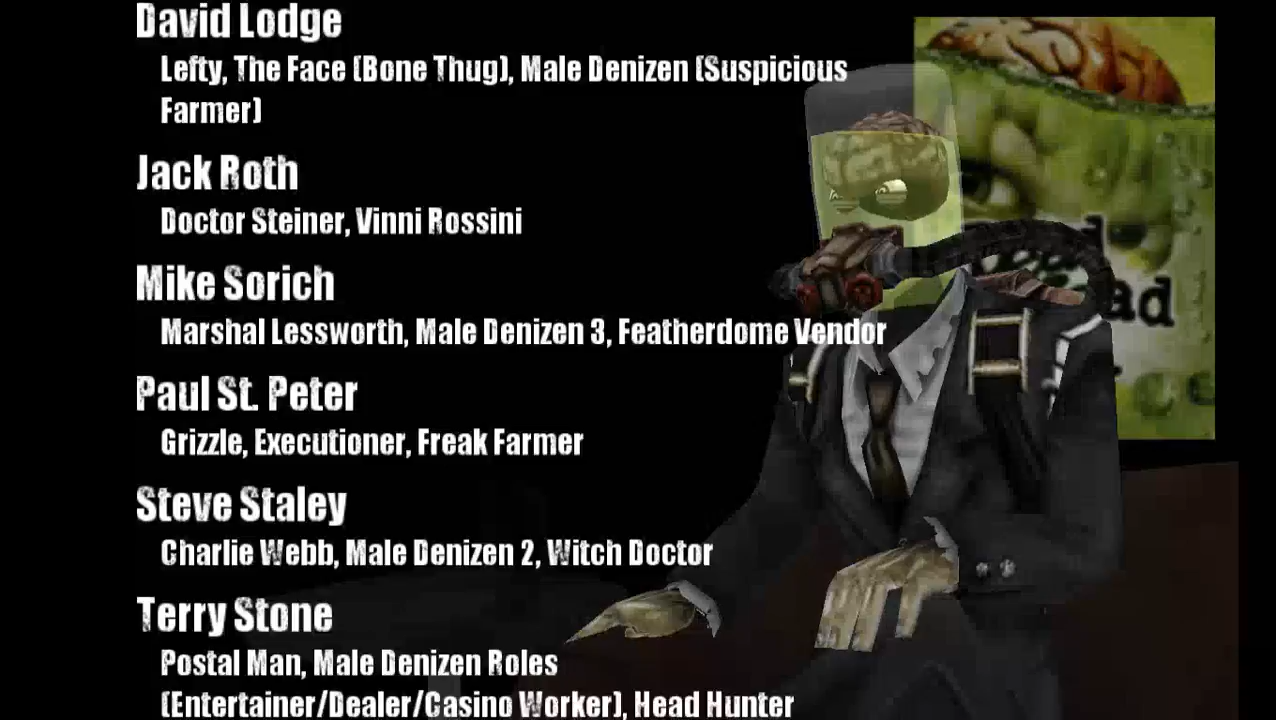 David Lodge
Lefty, The Face (Bone Thug), Male Denizen (Suspicious
Farmer)
Jack Roth
Doctor Steiner, Vinni Rossini
Mike Sorich
Marshal Lessworth, Male Denizen 3, Featherdome Vendor
Paul St. Peter
Grizzle, Executioner, Freak Farmer
Steve Staley
Charlie Webb, Male Denizen 2, Witch Doctor
Terry Stone
Postal Man, Male Denizen Roles
(Entertainer/Dealer/Casino Worker), Head Hunter